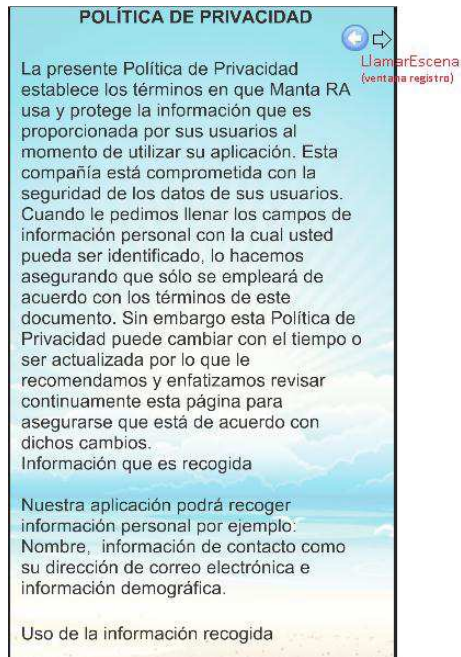 POLÍTICA DE PRIVACIDAD
LlamarEscena
(ventana registro)
La presente Política de Privacidad
establece los términos en que Manta RA
usa y protege la información que es
proporcionada por sus usuarios al
momento de utilizar su aplicación. Esta
compañía está comprometida con la
seguridad de los datos de sus usuarios.
Cuando le pedimos llenar los campos de
información personal con la cual usted
pueda ser identificado, lo hacemos
asegurando que sólo se empleará de
acuerdo con los términos de este
documento. Sin embargo esta Política de
Privacidad puede cambiar con el tiempo o
ser actualizada por lo que le
recomendamos y enfatizamos revisar
continuamente esta página para
asegurarse que está de acuerdo con
dichos cambios.
Información que es recogida
Nuestra aplicación podrá recoger
información personal por ejemplo:
Nombre, información de contacto como
su dirección de correo electrónica e
información demográfica.
Uso de la información recogida